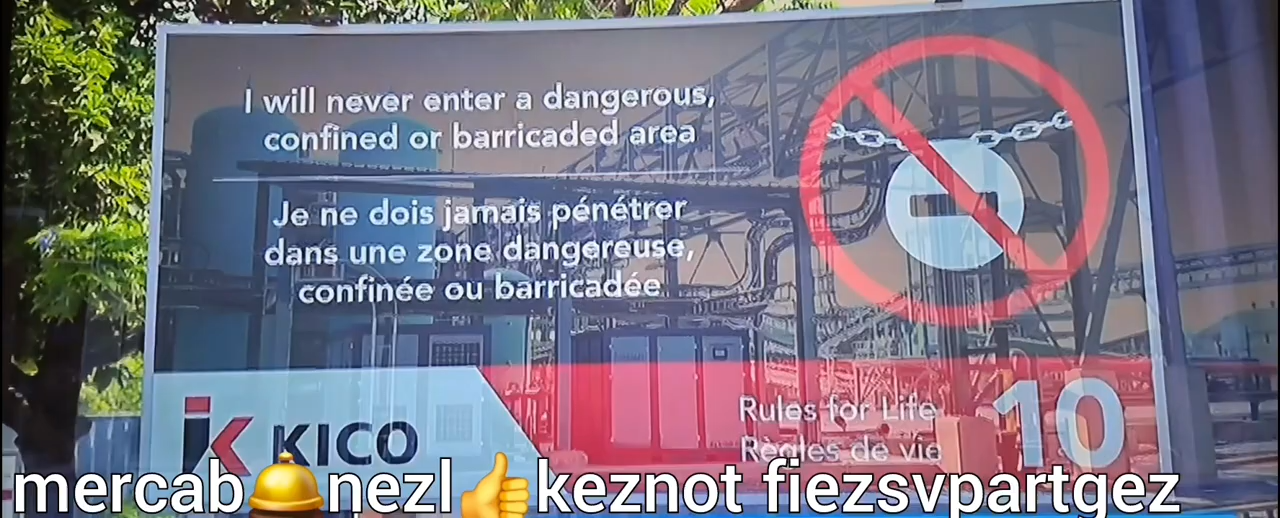 I will never enter a dangerous,
confined or barricaded area
Je ne dois jamais pénétrer
dans une zone dangereuse,
confinée ou barricadée
KICO
Rules for Life
Règles de vie
10
mercab🛎️nezl👍keznot fiezsvpartgez